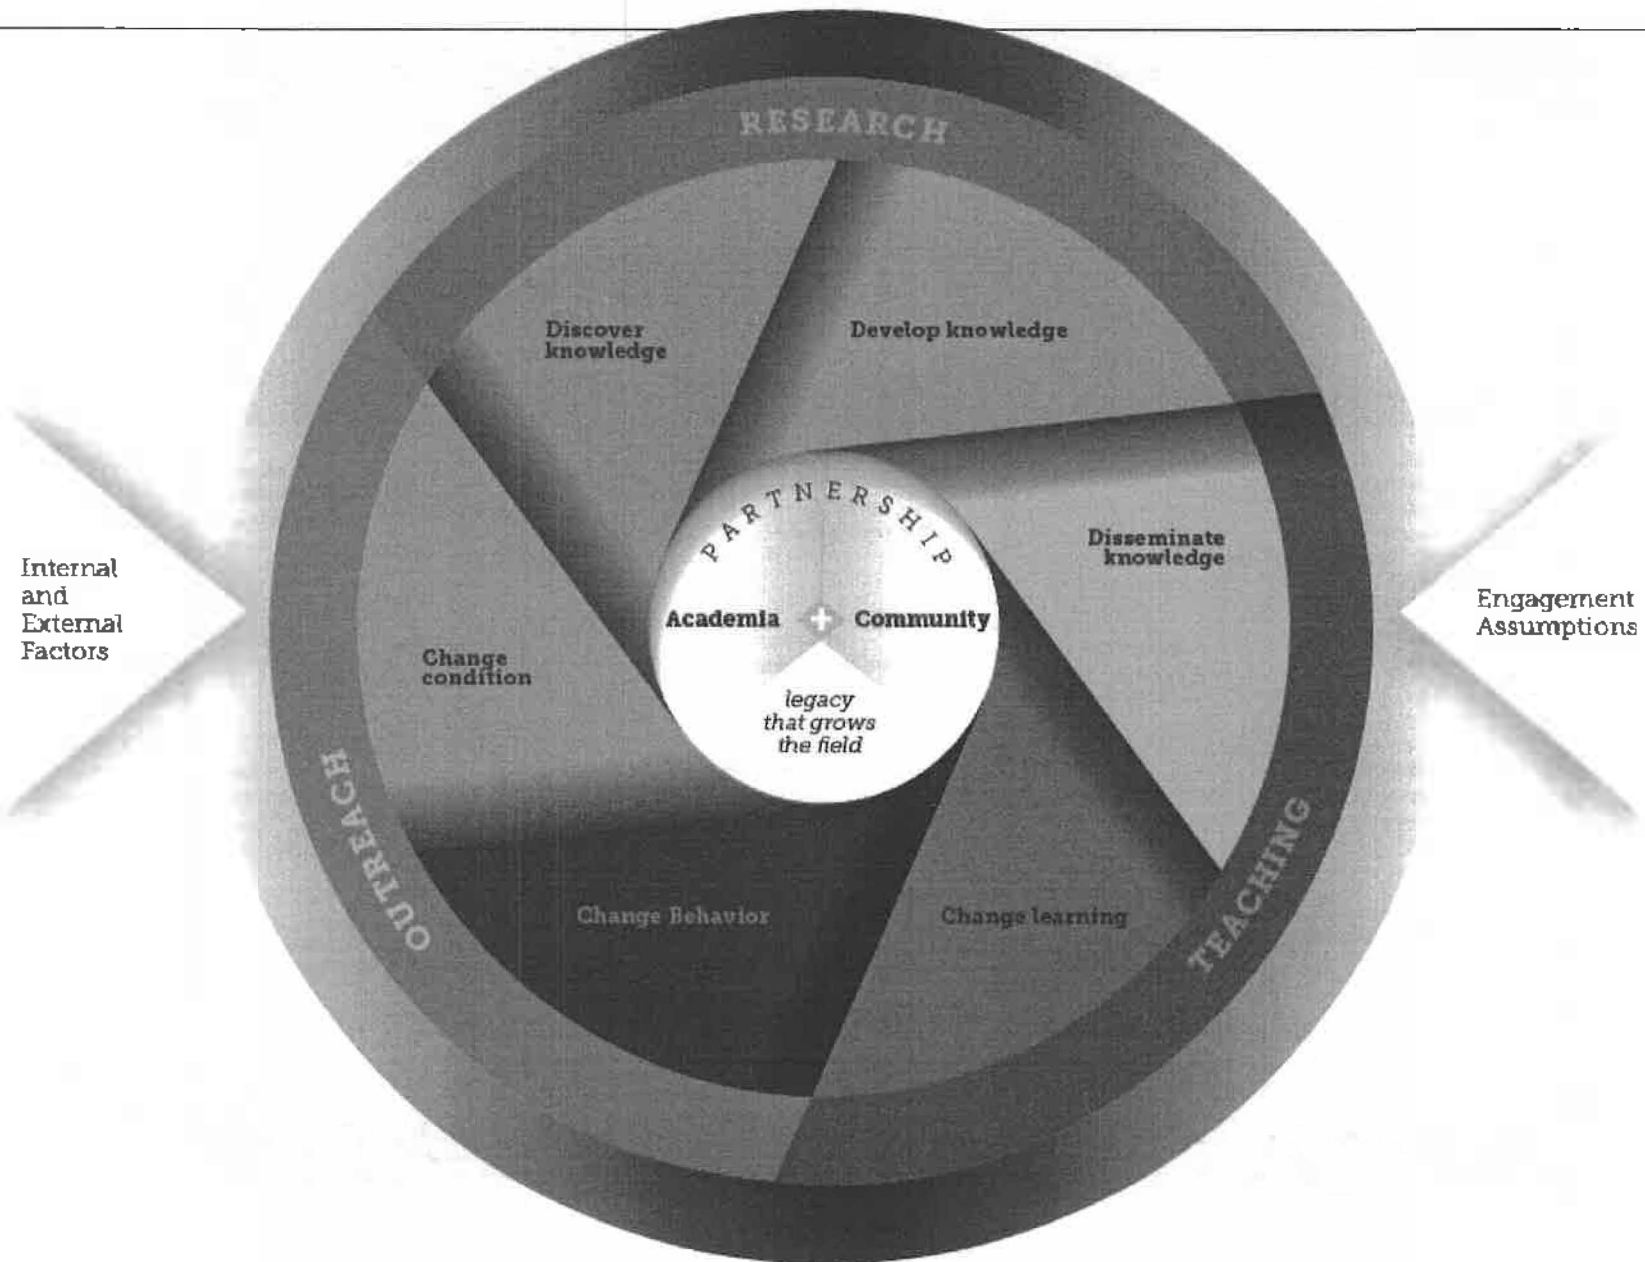 RESEARCH
Discover
knowledge
Develop knowledge
PARTNERSHIP
Disseminate
knowledge
Internal
and
External
Factors
Academia + Community
Engagement
Assumptions
Change
condition
legacy
that grows
the field
OUTREACH
TEACHING
Change Behavior
Change learning